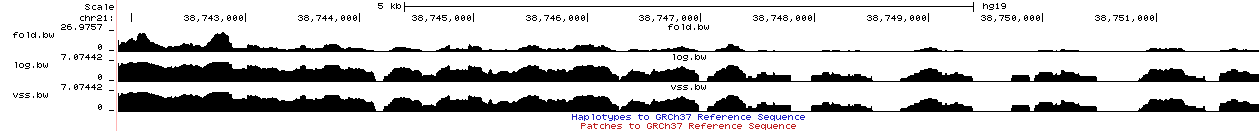 Scale 5 kb hg19
chr21: 38,743,000 38,744,000 38,745,000 38,746,000 38,747,000 38,748,000 38,749,000 38,750,000 38,751,000
fold.bw
26.9757
fold.bw
0
log.bw
7.07442
log.bw
0
vss.bw
7.07442
vss.bw
0
Haplotypes to GRCh37 Reference Sequence
Patches to GRCh37 Reference Sequence